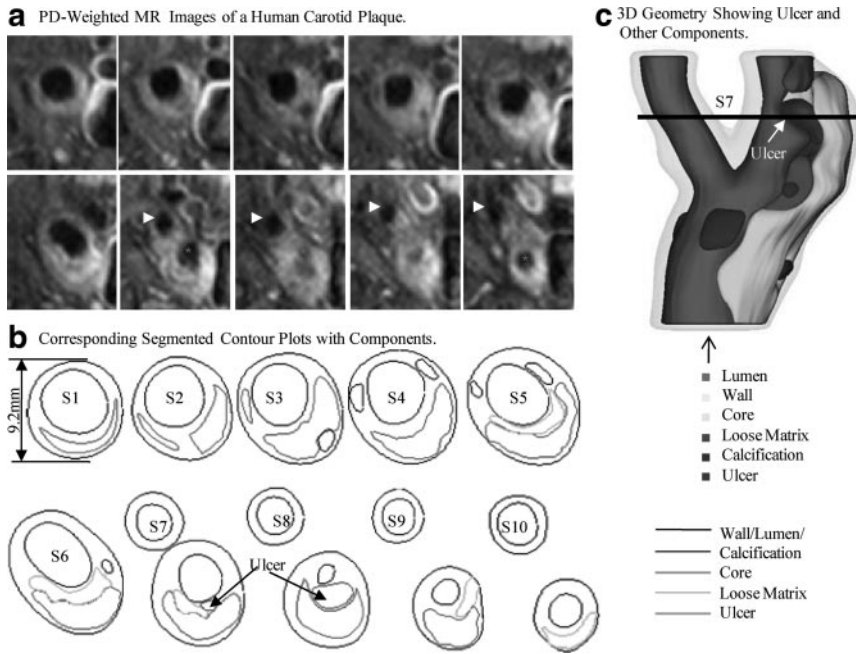 a PD-Weighted MR Images of a Human Carotid Plaque.
b Corresponding Segmented Contour Plots with Components.
9.2mm
S1
S2
S3
S4
S5
S6
S7
S8
S9
S10
Ulcer
c 3D Geometry Showing Ulcer and
Other Components.
S7
Ulcer
Lumen
Wall
Core
Loose Matrix
Calcification
Ulcer
Wall/Lumen/
Calcification
Core
Loose Matrix
Ulcer